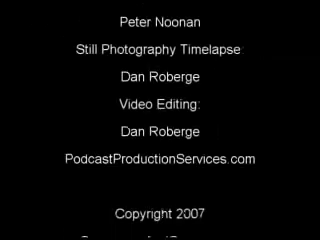 Peter Noonan
Still Photography Timelapse:
Dan Roberge
Video Editing:
Dan Roberge
PodcastProductionServices.com
Copyright 2007